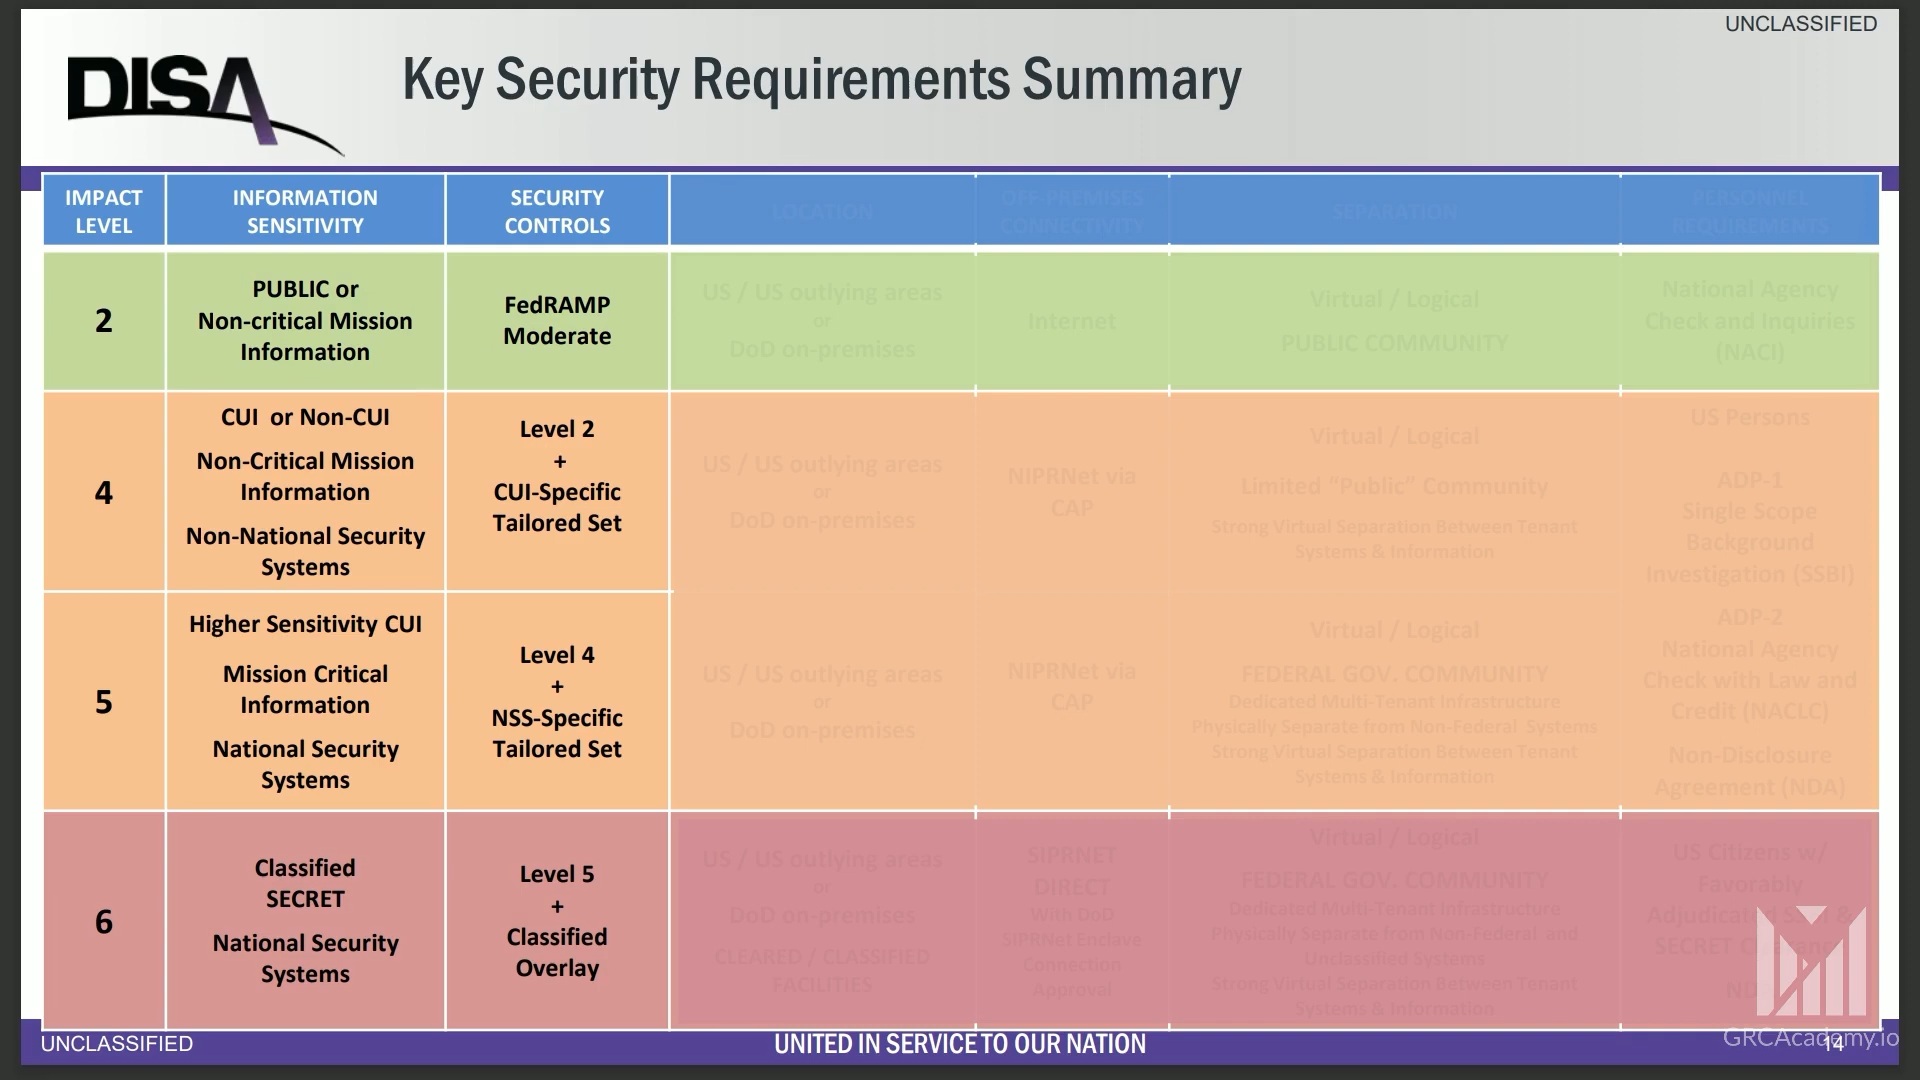 UNCLASSIFIED
DISA
Key Security Requirements Summary
IMPACT
LEVEL
INFORMATION
SENSITIVITY
SECURITY
CONTROLS
LOCATION
OFF-PREMISES
CONNECTIVITY
SEPARATION
PERSONNEL
REQUIREMENTS
2
PUBLIC or
Non-critical Mission
Information
FedRAMP
Moderate
US / US outlying areas
or
DoD on-premises
Internet
Virtual / Logical
PUBLIC COMMUNITY
National Agency
Check and Inquiries
(NACI)
4
CUI or Non-CUI
Non-Critical Mission
Information
Non-National Security
Systems
Level 2
+
CUI-Specific
Tailored Set
US / US outlying areas
or
DoD on-premises
NIPRNet via
CAP
Virtual / Logical
Limited “Public” Community
Strong Virtual Separation Between Tenant
Systems & Information
US Persons
ADP-1
Single Scope
Background
Investigation (SSBI)
ADP-2
National Agency
Check with Law and
Credit (NACLC)
Non-Disclosure
Agreement (NDA)
5
Higher Sensitivity CUI
Mission Critical
Information
National Security
Systems
Level 4
+
NSS-Specific
Tailored Set
US / US outlying areas
or
DoD on-premises
NIPRNet via
CAP
Virtual / Logical
FEDERAL GOV. COMMUNITY
Dedicated Multi-Tenant Infrastructure
Physically Separate from Non-Federal Systems
Strong Virtual Separation Between Tenant
Systems & Information
6
Classified
SECRET
National Security
Systems
Level 5
+
Classified
Overlay
US / US outlying areas
or
DoD on-premises
CLEARED / CLASSIFIED
FACILITIES
SIPRNET
DIRECT
With DoD
SIPRNet Enclave
Connection
Approval
Virtual / Logical
FEDERAL GOV. COMMUNITY
Dedicated Multi-Tenant Infrastructure
Physically Separate from Non-Federal and
Unclassified Systems
Strong Virtual Separation Between Tenant
Systems & Information
US Citizens w/
Favorably
Adjudicated &
SECRET
UNCLASSIFIED
UNITED IN SERVICE TO OUR NATION
14
GRCAcademy.io